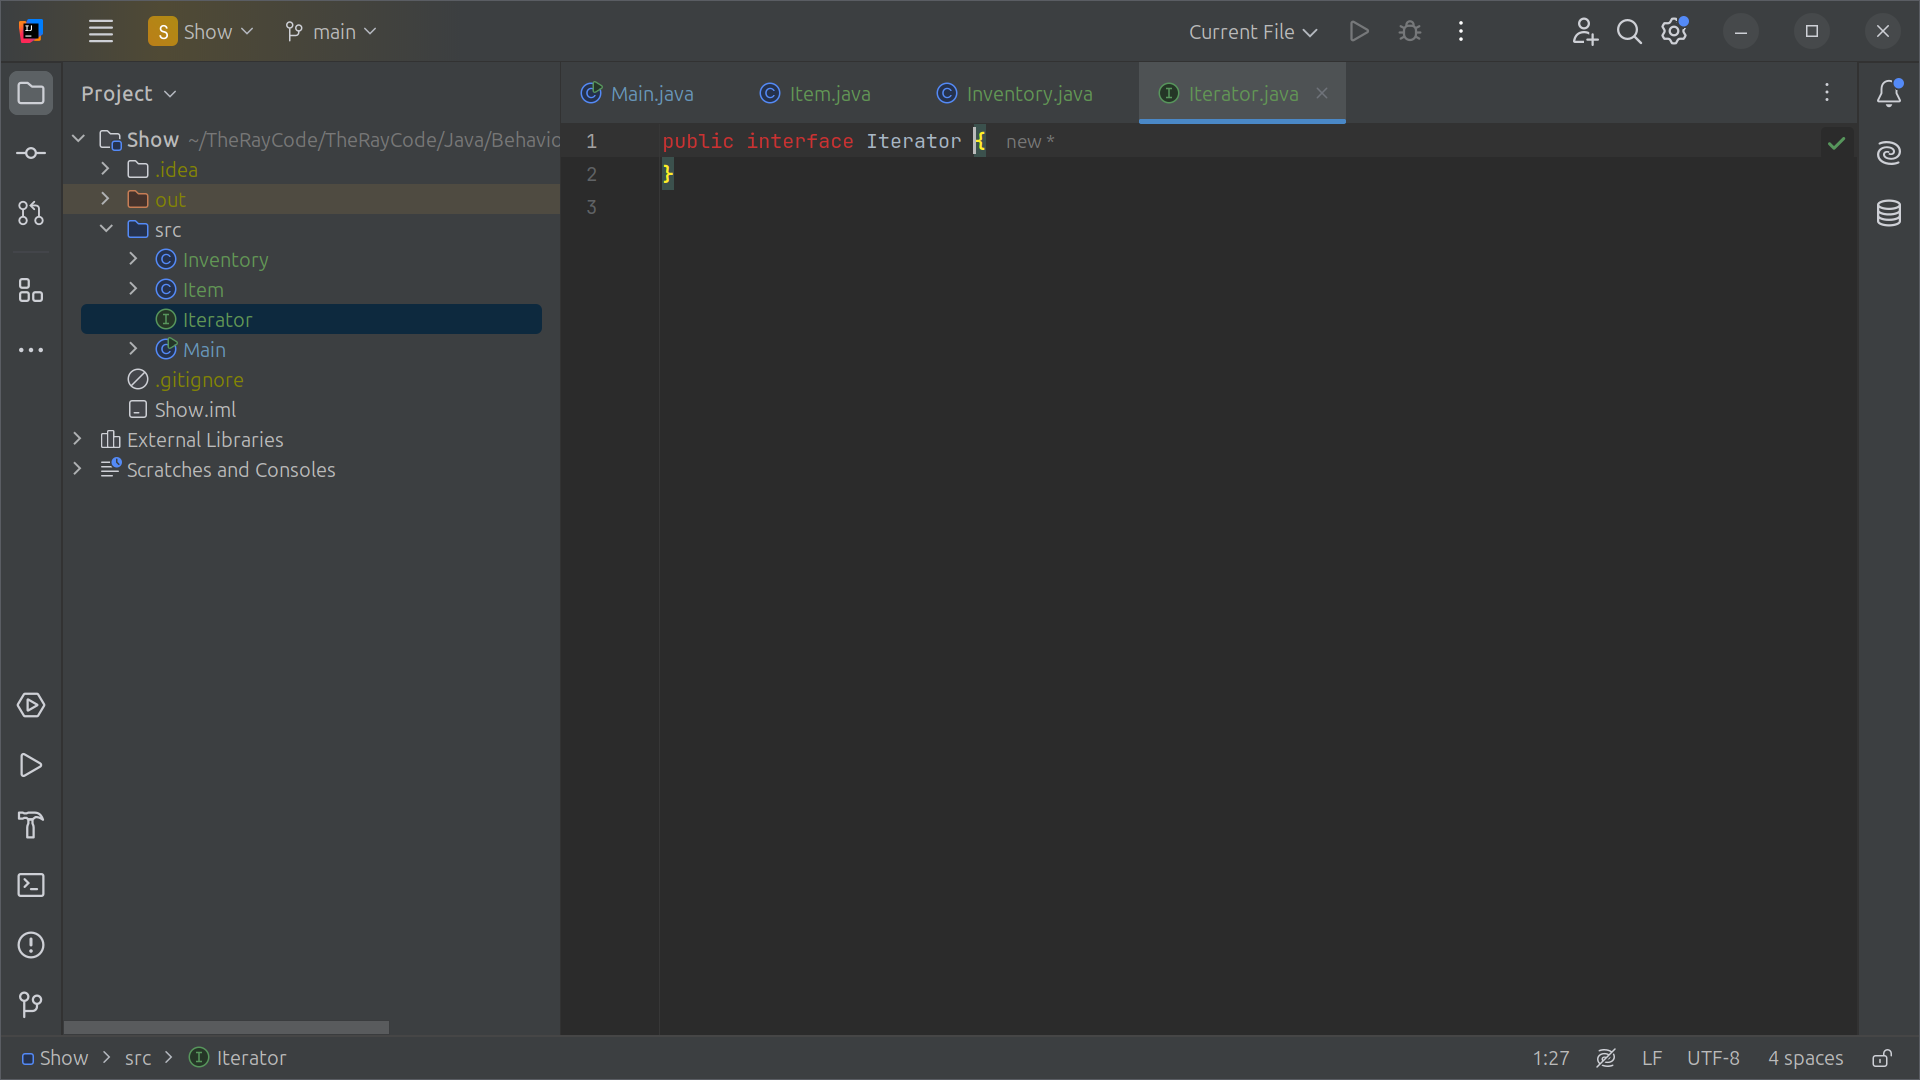 S Show main Current File
Project
Main.java Item.java Inventory.java Iterator.java
Show ~/TheRayCode/TheRayCode/Java/Behavio
.idea
out
src
Inventory
Item
Iterator
Main
.gitignore
Show.iml
External Libraries
Scratches and Consoles
1 public interface Iterator { new *
2 }
3
Show src Iterator 1:27 LF UTF-8 4 spaces